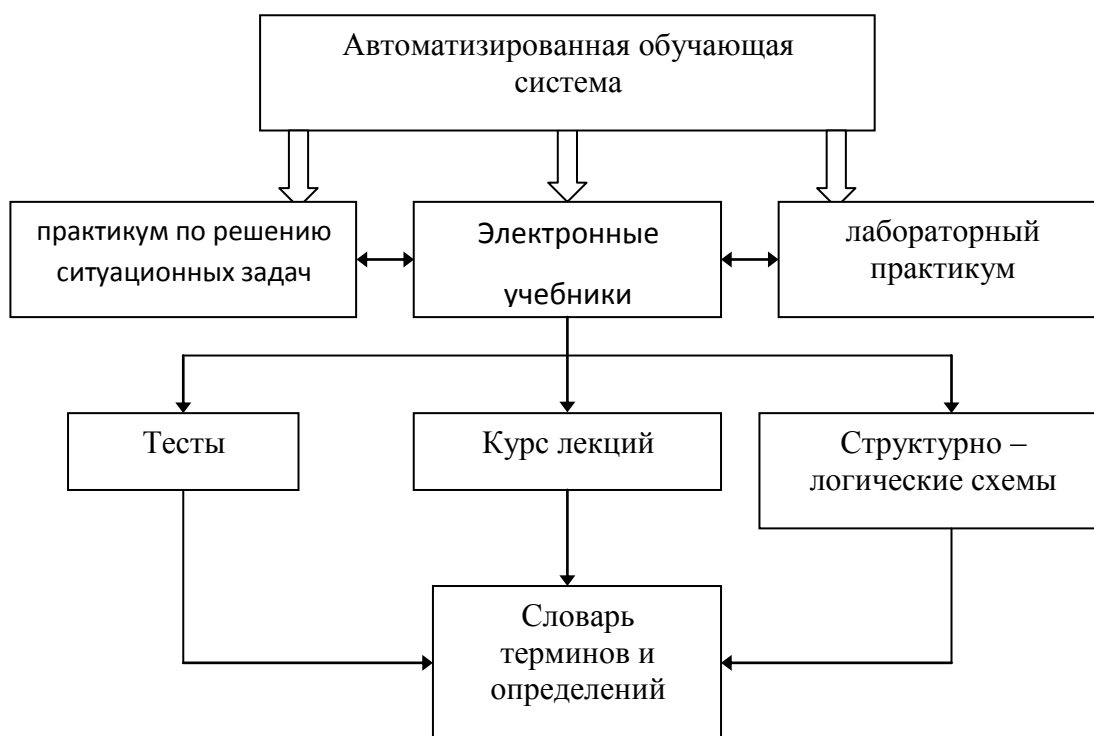 Автоматизированная обучающая
система
практикум по решению
ситуационных задач
Электронные
учебники
лабораторный
практикум
Тесты
Курс лекций
Структурно –
логические схемы
Словарь
терминов и
определений